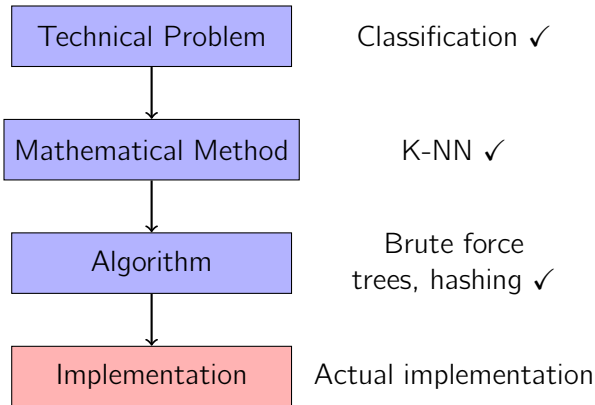 Technical Problem
Classification ✓
Mathematical Method
K-NN ✓
Algorithm
Brute force
trees, hashing ✓
Implementation
Actual implementation